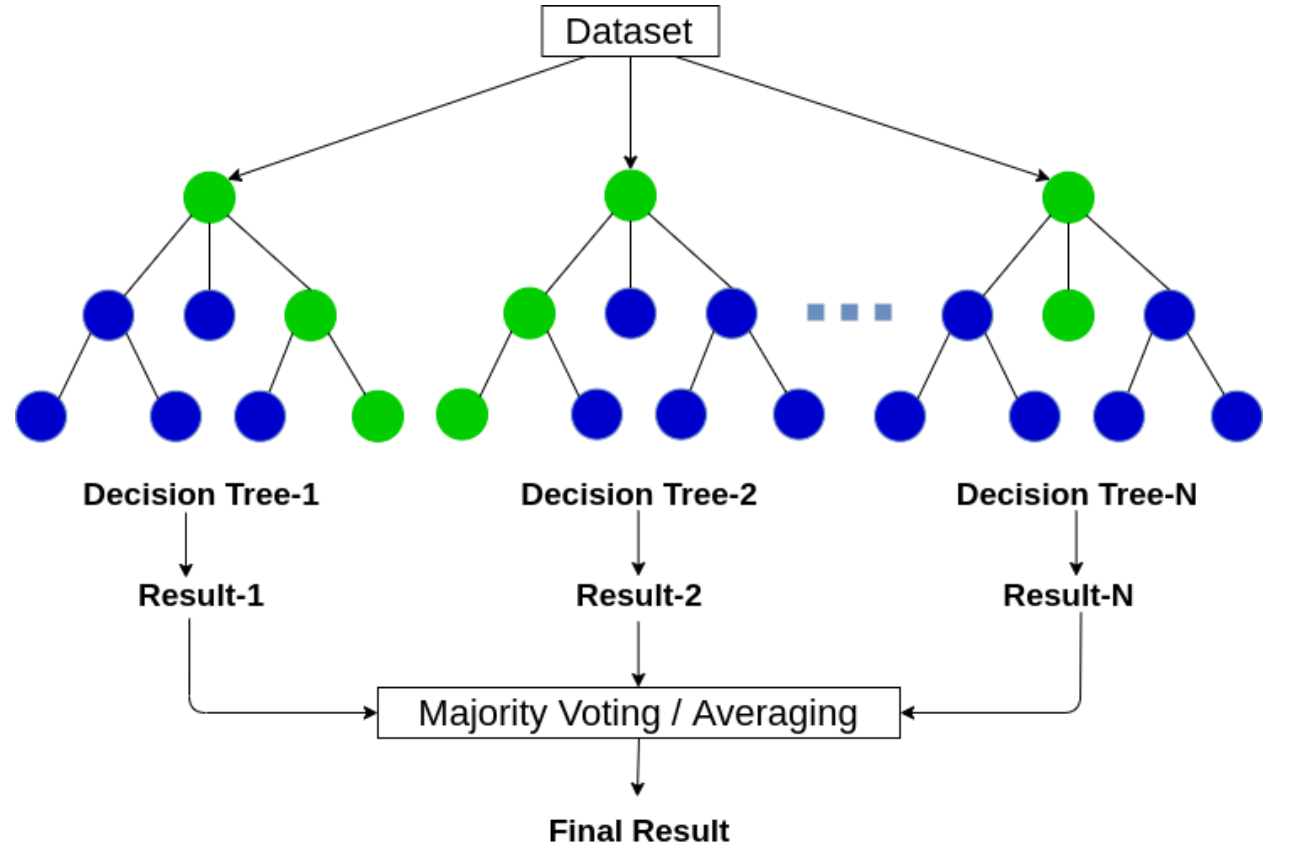 Dataset
Decision Tree-1
Decision Tree-2
Decision Tree-N
Result-1
Result-2
Result-N
Majority Voting / Averaging
Final Result